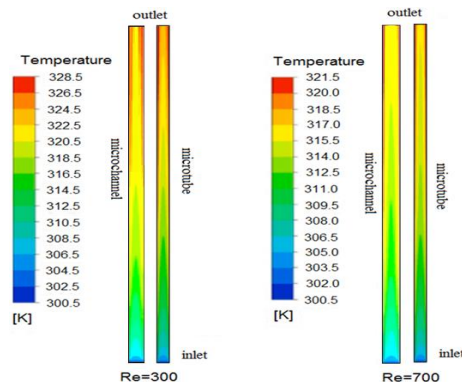 outlet
Temperature
328.5
326.5
324.5
322.5
320.5
318.5
316.5
314.5
312.5
310.5
308.5
306.5
304.5
302.5
300.5
[K]
microchannel
microtube
inlet
Re=300
outlet
Temperature
321.5
320.0
318.5
317.0
315.5
314.0
312.5
311.0
309.5
308.0
306.5
305.0
303.5
302.0
300.5
[K]
microchannel
microtube
inlet
Re=700